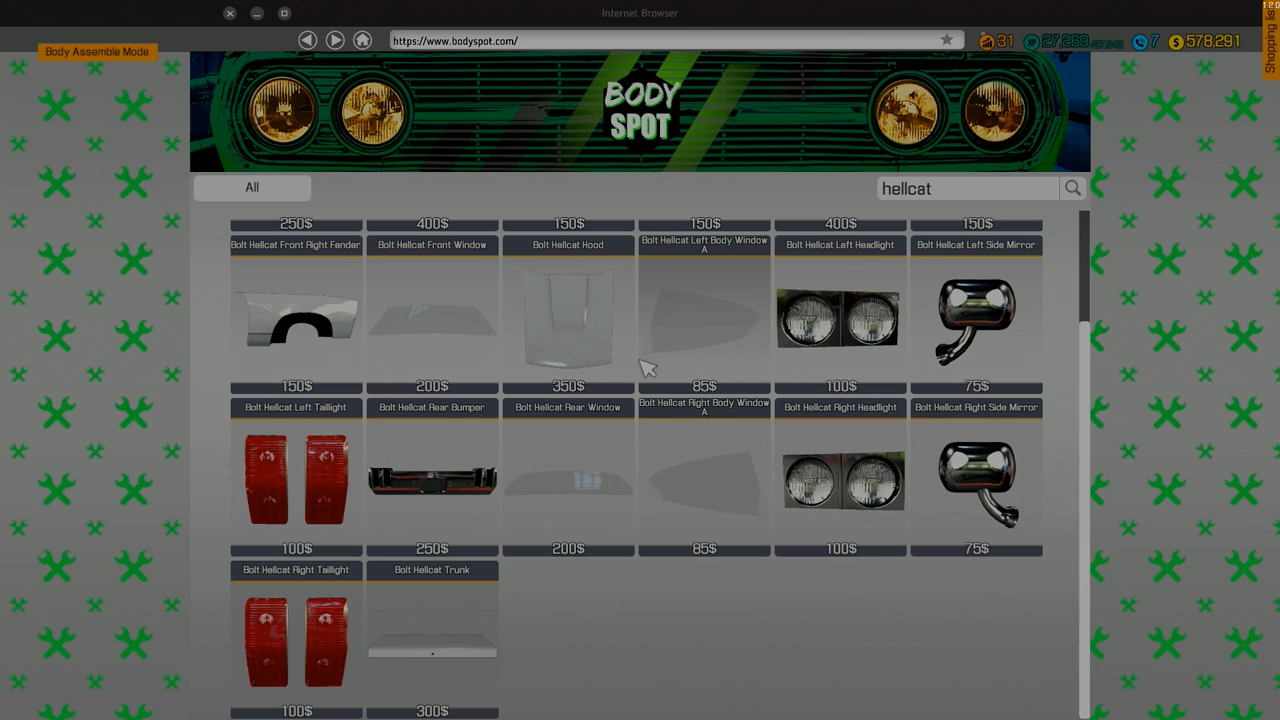 Internet Browser
1.2.0
Shopping list
https://www.bodyspot.com/
31
27 269
7
578,291
Body Assemble Mode
BODY
SPOT
All
hellcat
250$ 400$ 150$ 150$ 400$ 150$
Bolt Hellcat Front Right Fender
Bolt Hellcat Front Window
Bolt Hellcat Hood
Bolt Hellcat Left Body Window
A
Bolt Hellcat Left Headlight
Bolt Hellcat Left Side Mirror
150$ 200$ 350$ 85$ 100$ 75$
Bolt Hellcat Left Taillight
Bolt Hellcat Rear Bumper
Bolt Hellcat Rear Window
Bolt Hellcat Right Body Window
A
Bolt Hellcat Right Headlight
Bolt Hellcat Right Side Mirror
100$ 250$ 200$ 85$ 100$ 75$
Bolt Hellcat Right Taillight
Bolt Hellcat Trunk
100$ 300$